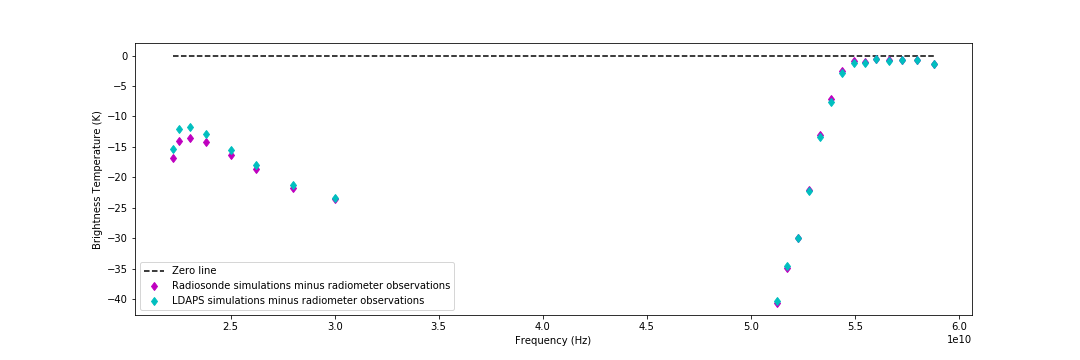 0
−5
−10
−15
−20
−25
−30
−35
−40
Brightness Temperature (K)
Zero line
Radiosonde simulations minus radiometer observations
LDAPS simulations minus radiometer observations
2.5 3.0 3.5 4.0 4.5 5.0 5.5 6.0
1e10
Frequency (Hz)